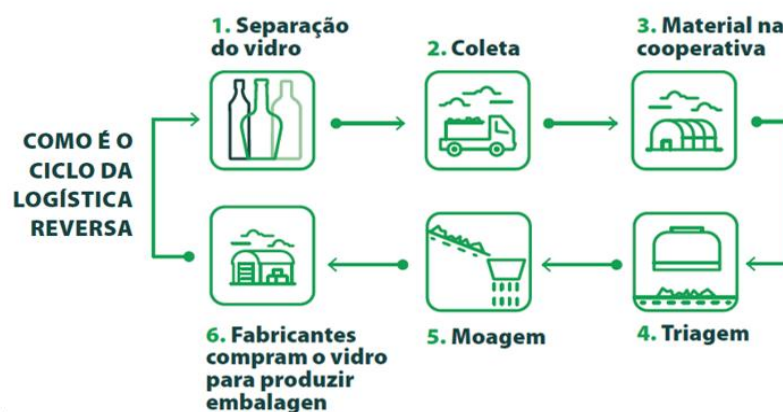 COMO É O
CICLO DA
LOGÍSTICA
REVERSA
1. Separação
do vidro
2. Coleta
3. Material na
cooperativa
4. Triagem
5. Moagem
6. Fabricantes
compram o vidro
para produzir
embalagen